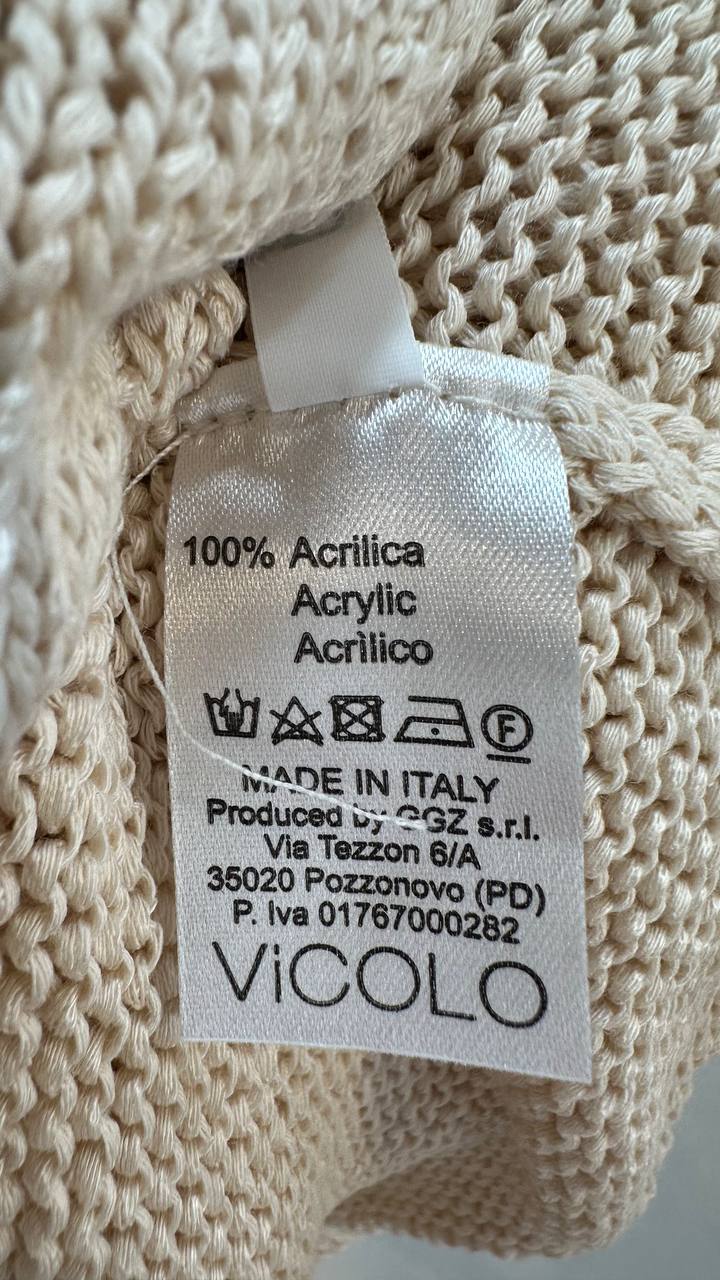 100% Acrilica
Acrylic
Acrìlico
F
MADE IN ITALY
Produced by GGZ s.r.l.
Via Tezzon 6/A
35020 Pozzonovo (PD)
P. Iva 01767000282
ViCOLO